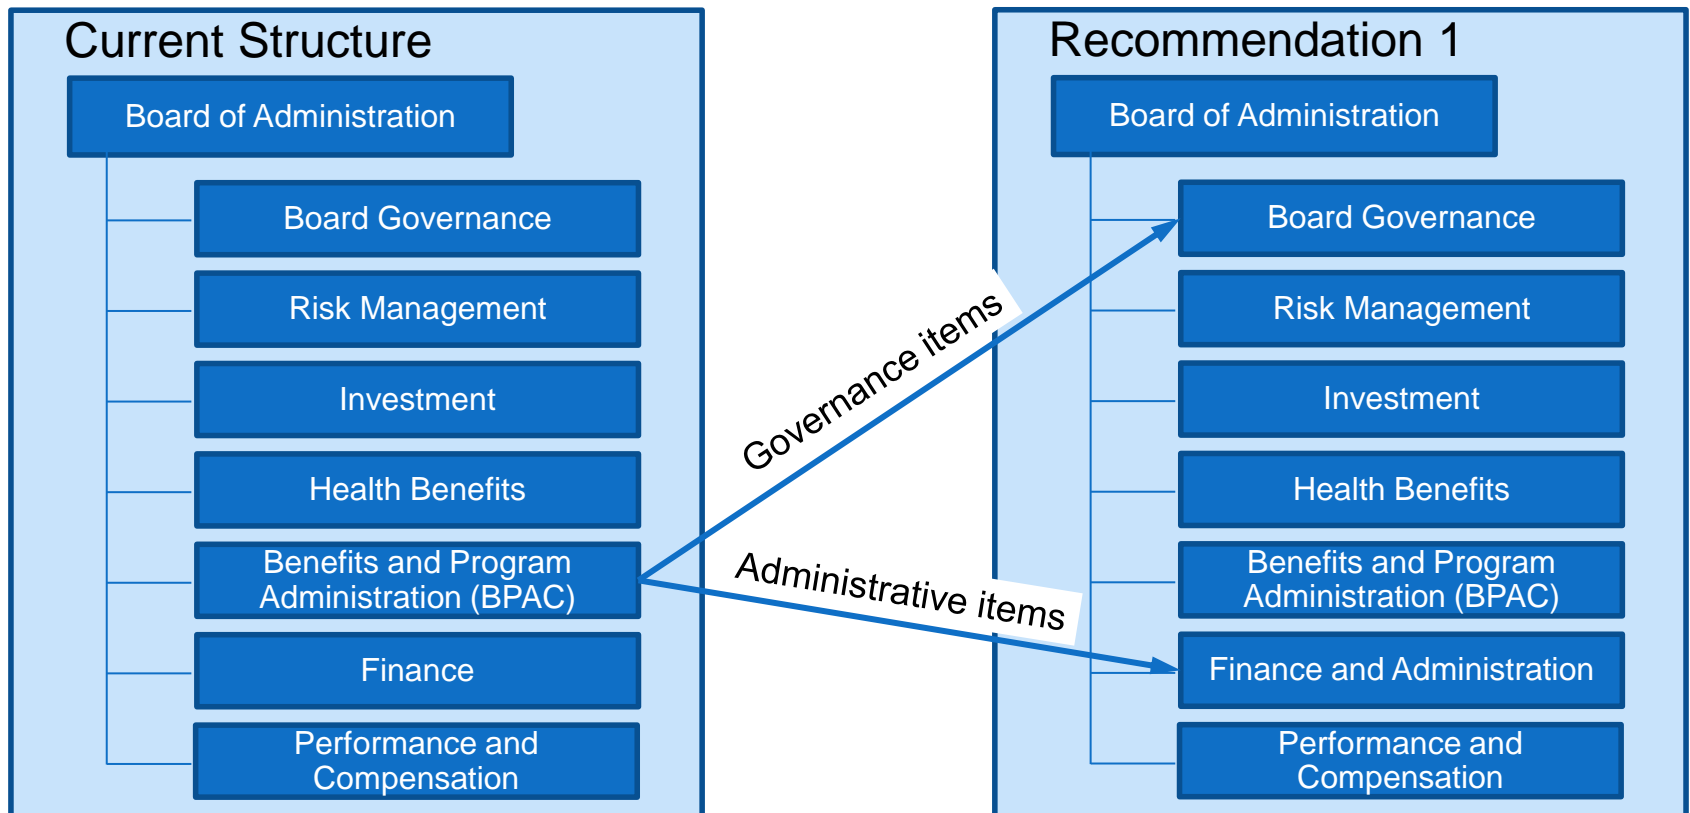 Current Structure
Board of Administration
Board Governance
Risk Management
Investment
Health Benefits
Benefits and Program
Administration (BPAC)
Finance
Performance and
Compensation
Governance items
Administrative items
Recommendation 1
Board of Administration
Board Governance
Risk Management
Investment
Health Benefits
Benefits and Program
Administration (BPAC)
Finance and Administration
Performance and
Compensation